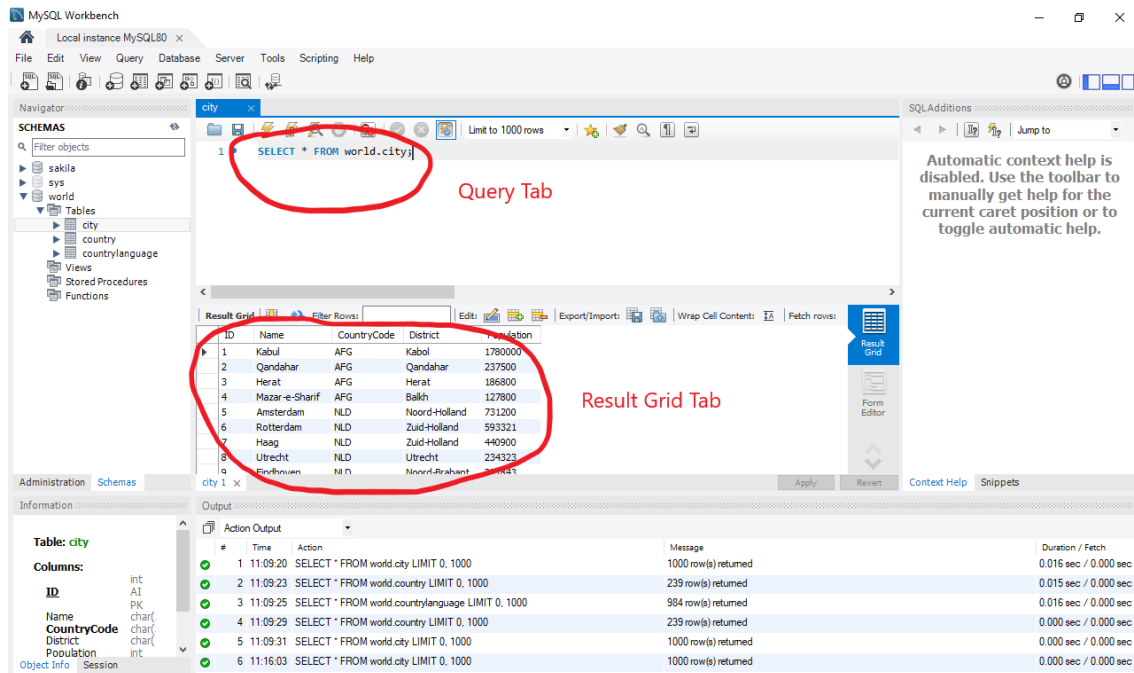 MySQL Workbench
Local instance MySQL80
File Edit View Query Database Server Tools Scripting Help
Navigator
SCHEMAS
Filter objects
sakila
sys
world
Tables
city
country
countrylanguage
Views
Stored Procedures
Functions
Administration Schemas
city
Limit to 1000 rows
1 SELECT * FROM world.city;
Query Tab
Result Grid Filter Rows: Edit: Export/Import: Wrap Cell Content: Fetch rows:
ID Name CountryCode District Population
1 Kabul AFG Kabol 1780000
2 Qandahar AFG Qandahar 237500
3 Herat AFG Herat 186800
4 Mazar-e-Sharif AFG Balkh 127800
5 Amsterdam NLD Noord-Holland 731200
6 Rotterdam NLD Zuid-Holland 593321
7 Haag NLD Zuid-Holland 440900
8 Utrecht NLD Utrecht 234323
9 Eindhoven NLD Noord-Brabant
Result Grid Tab
Result
Grid
Form
Editor
city 1 Apply Revert
SQLAdditions
Jump to
Automatic context help is
disabled. Use the toolbar to
manually get help for the
current caret position or to
toggle automatic help.
Context Help Snippets
Information
Table: city
Columns:
ID int
AI
PK
Name char(
CountryCode char(
District char(
Population int
Object Info Session
Output
Action Output
# Time Action Message Duration / Fetch
1 11:09:20 SELECT * FROM world.city LIMIT 0, 1000 1000 row(s) returned 0.016 sec / 0.000 sec
2 11:09:23 SELECT * FROM world.country LIMIT 0, 1000 239 row(s) returned 0.015 sec / 0.000 sec
3 11:09:25 SELECT * FROM world.countrylanguage LIMIT 0, 1000 984 row(s) returned 0.016 sec / 0.000 sec
4 11:09:29 SELECT * FROM world.country LIMIT 0, 1000 239 row(s) returned 0.000 sec / 0.000 sec
5 11:09:31 SELECT * FROM world.city LIMIT 0, 1000 1000 row(s) returned 0.000 sec / 0.000 sec
6 11:16:03 SELECT * FROM world.city LIMIT 0, 1000 1000 row(s) returned 0.000 sec / 0.000 sec